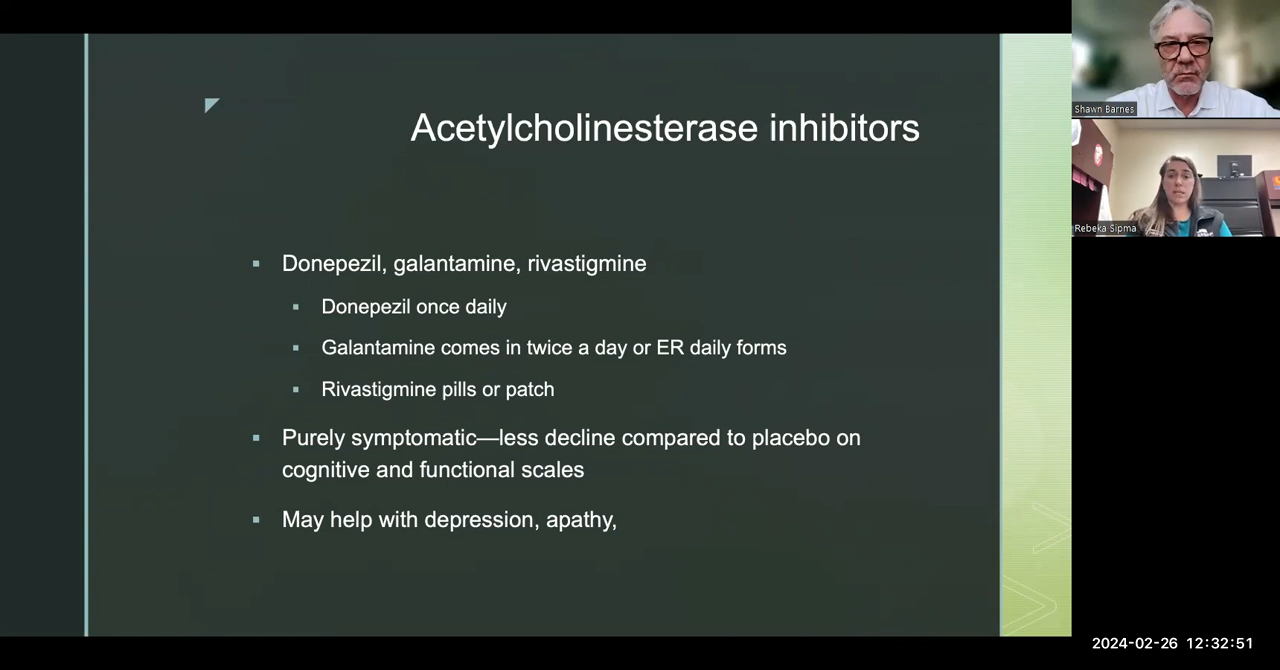 Acetylcholinesterase inhibitors
Donepezil, galantamine, rivastigmine
Donepezil once daily
Galantamine comes in twice a day or ER daily forms
Rivastigmine pills or patch
Purely symptomatic—less decline compared to placebo on
cognitive and functional scales
May help with depression, apathy,
Shawn Barnes
Rebeka Sipma
2024-02-26 12:32:51